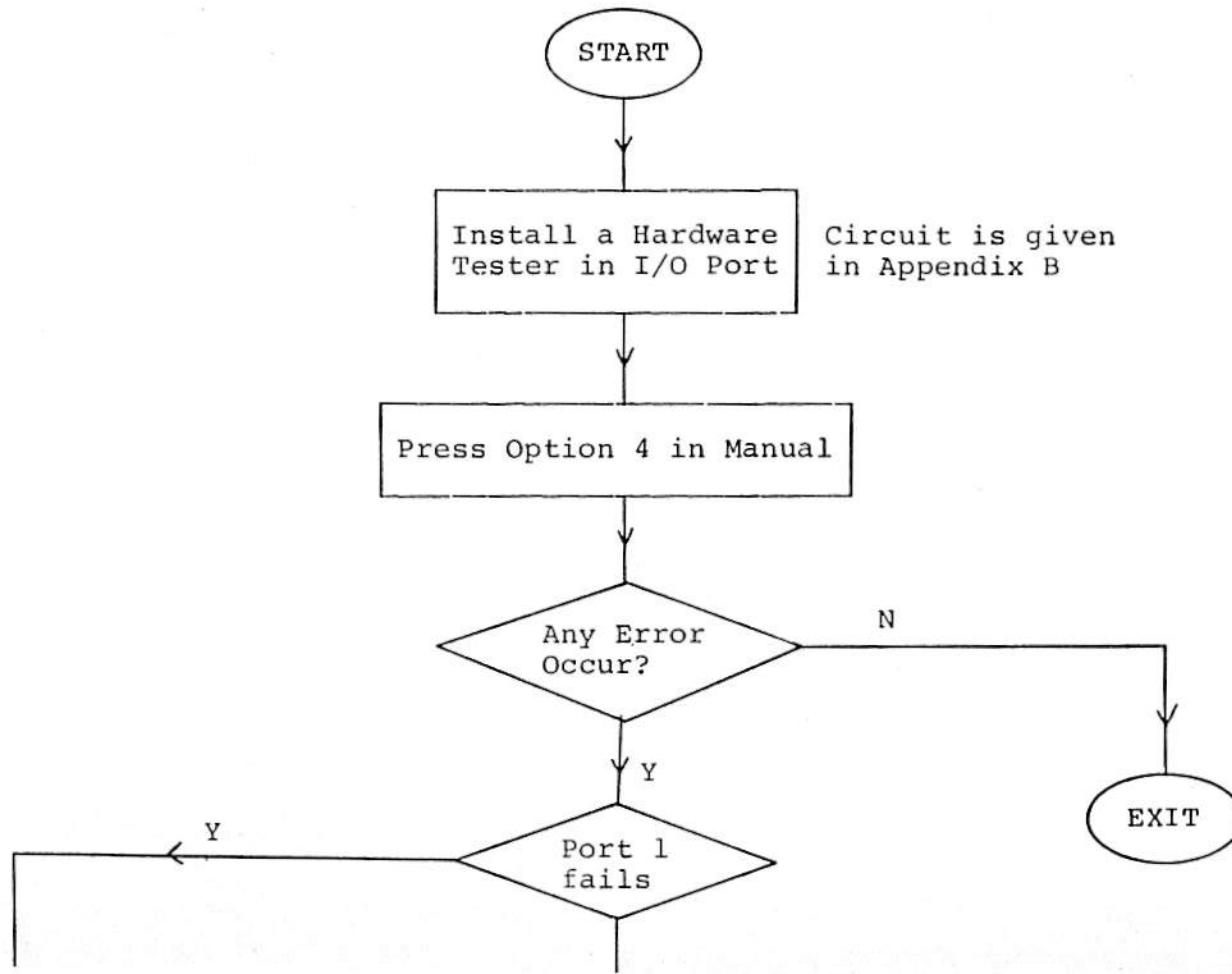 START
Install a Hardware
Tester in I/O Port
Circuit is given
in Appendix B
Press Option 4 in Manual
Any Error
Occur?
N
Y
EXIT
Y
Port 1
fails